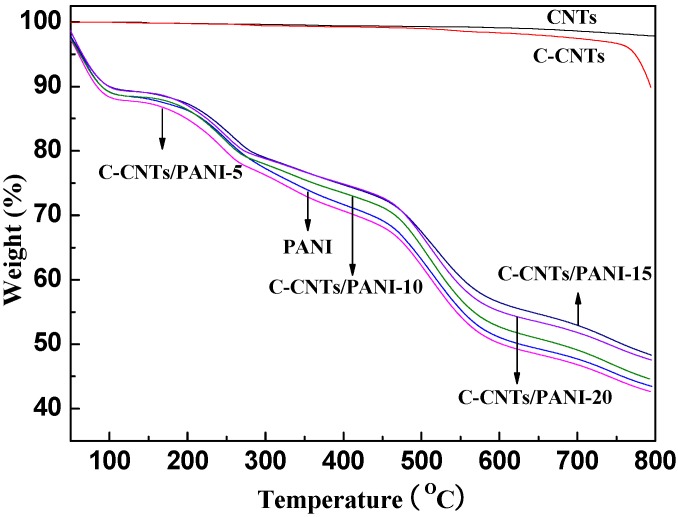 100
CNTs
C-CNTs
90
80
C-CNTs/PANI-5
70
PANI
C-CNTs/PANI-10
C-CNTs/PANI-15
60
50
C-CNTs/PANI-20
40
Weight (%)
100 200 300 400 500 600 700 800
Temperature (°C)